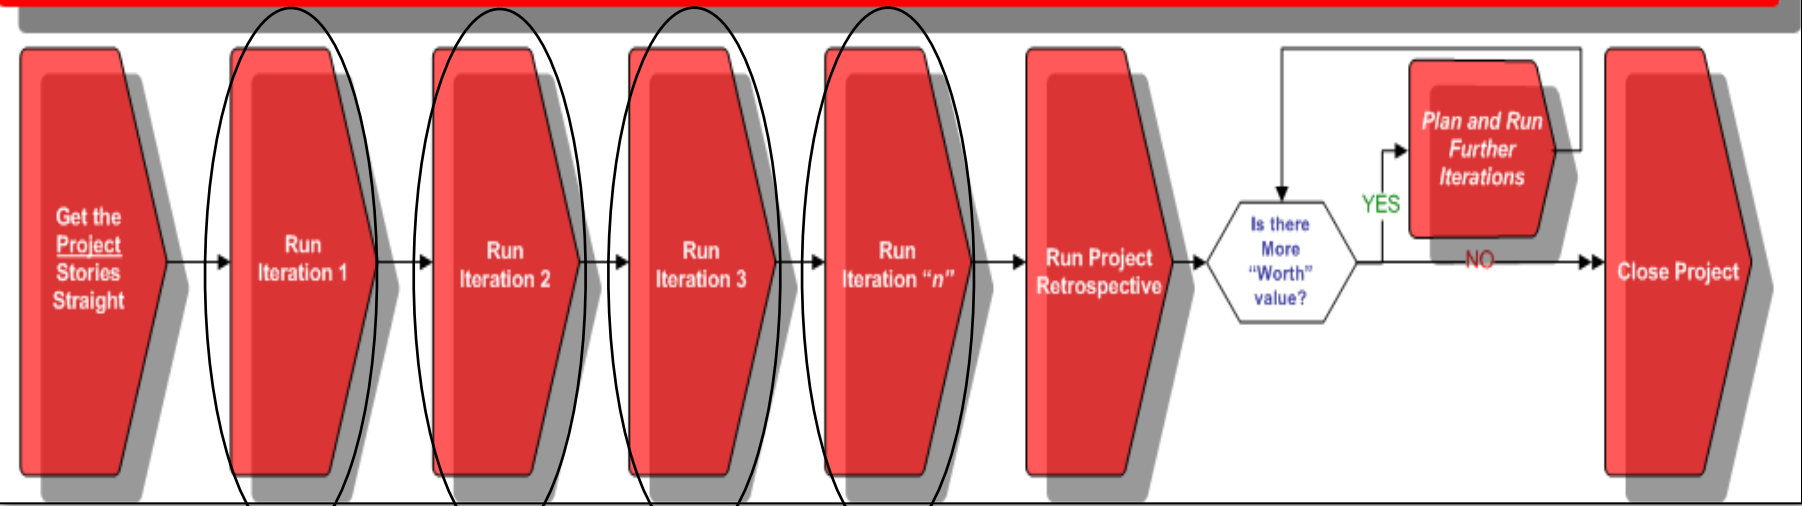 Get the
Project
Stories
Straight
Run
Iteration 1
Run
Iteration 2
Run
Iteration 3
Run
Iteration “n”
Run Project
Retrospective
Is there
More
“Worth”
value?
YES
Plan and Run
Further
Iterations
NO
Close Project